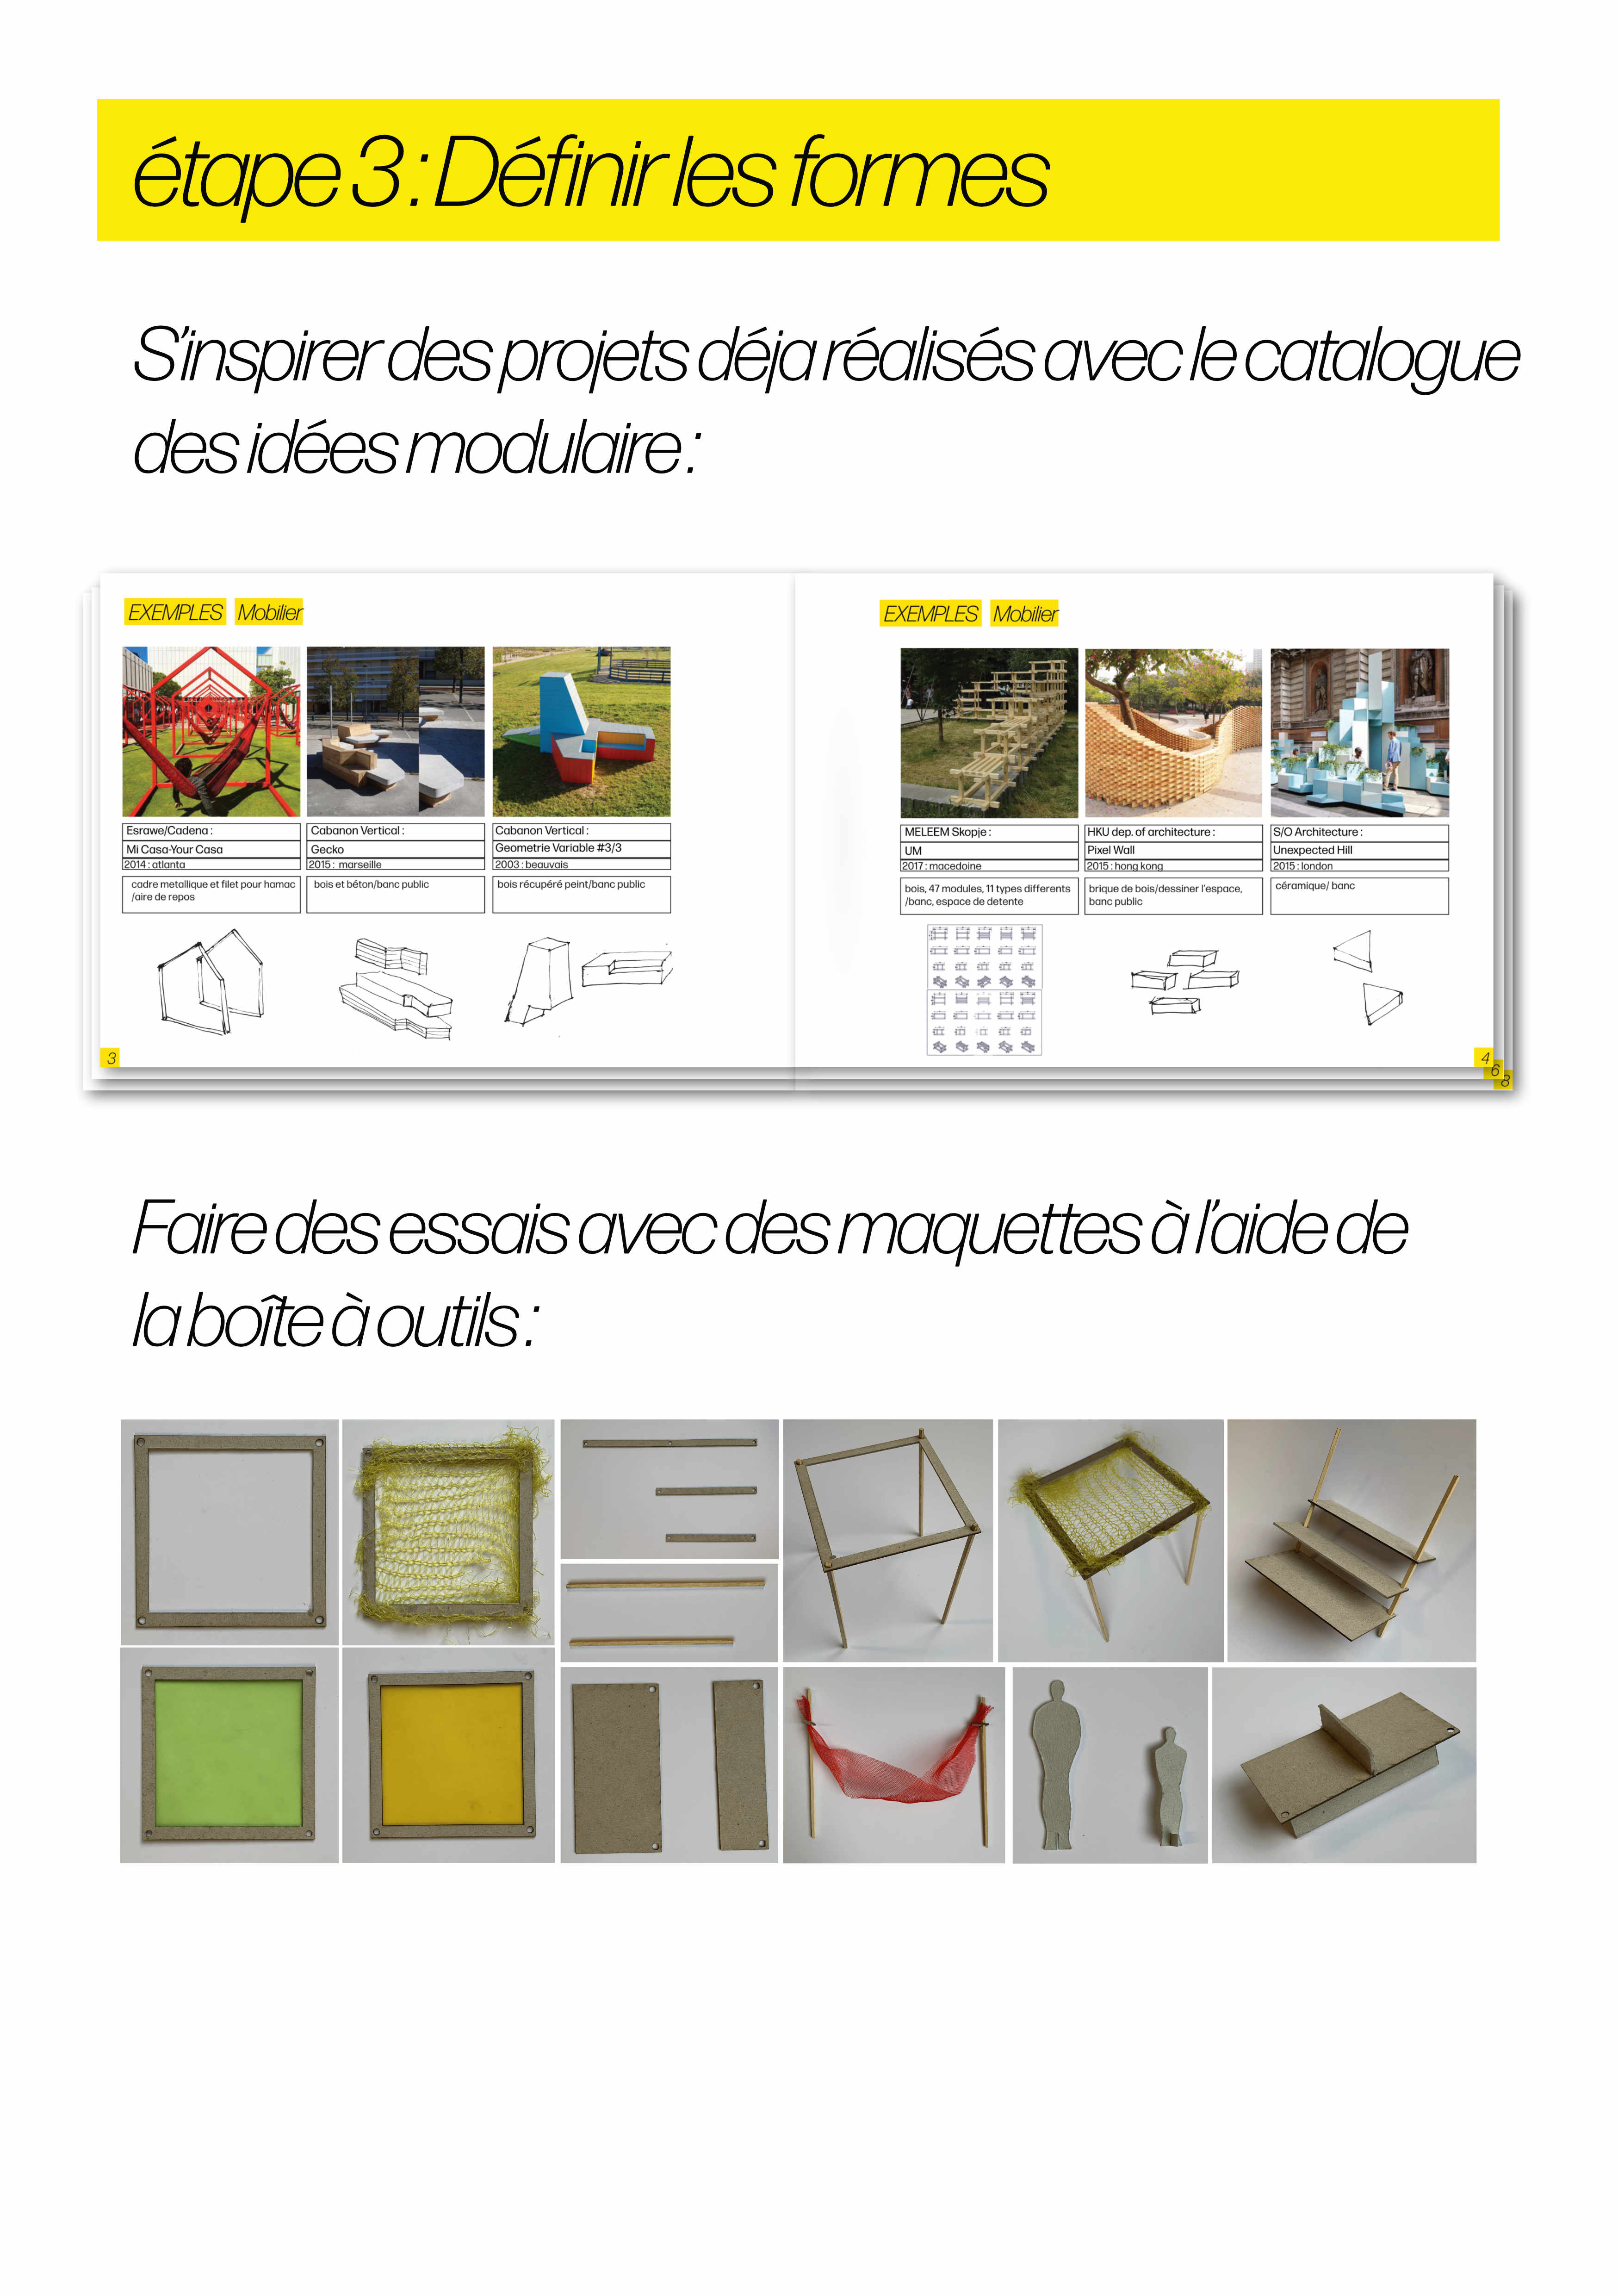 étape 3 : Définir les formes
S'inspirer des projets déja réalisés avec le catalogue
des idées modulaire :
EXEMPLES Mobilier
Esrawe/Cadena :
Mi Casa-Your Casa
2014 : atlanta
cadre metallique et filet pour hamac
/aire de repos
Cabanon Vertical :
Gecko
2015 : marseille
bois et béton/banc public
Cabanon Vertical :
Geometrie Variable #3/3
2003 : beauvais
bois récupéré peint/banc public
3
EXEMPLES Mobilier
MELEEM Skopje :
UM
2017 : macedoine
bois, 47 modules, 11 types differents
/banc, espace de detente
HKU dep. of architecture :
Pixel Wall
2015 : hong kong
brique de bois/dessiner l'espace,
banc public
S/O Architecture :
Unexpected Hill
2015 : london
céramique/ banc
4
6
8
Faire des essais avec des maquettes à l'aide de
la boîte à outils :